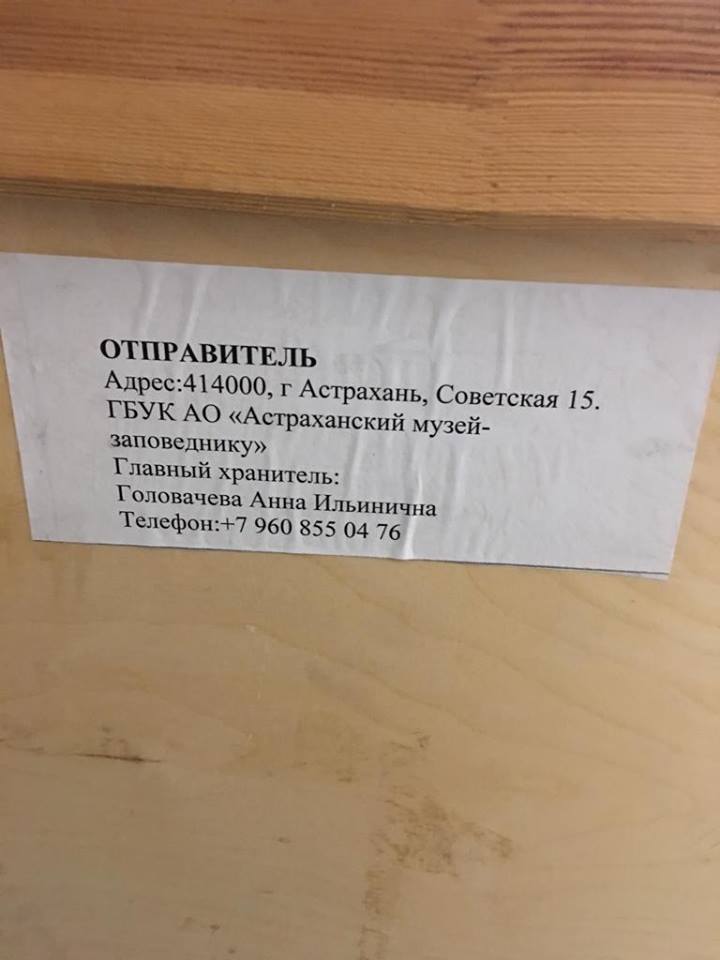 ОТПРАВИТЕЛЬ
Адрес:414000, г Астрахань, Советская 15.
ГБУК АО «Астраханский музей-
заповеднику»
Главный хранитель:
Головачева Анна Ильинична
Телефон:+7 960 855 04 76